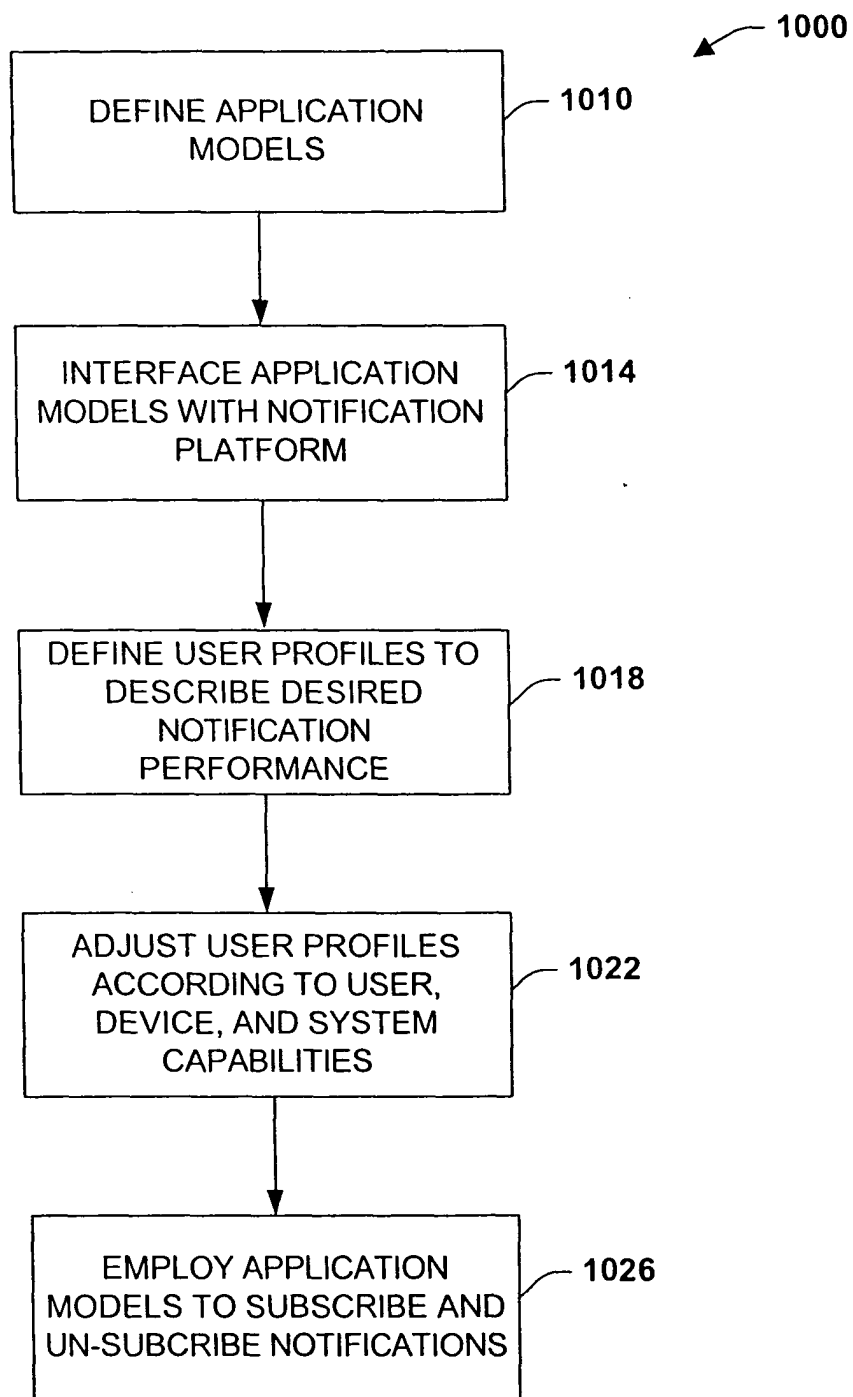 1000
DEFINE APPLICATION
MODELS
1010
INTERFACE APPLICATION
MODELS WITH NOTIFICATION
PLATFORM
1014
DEFINE USER PROFILES TO
DESCRIBE DESIRED
NOTIFICATION
PERFORMANCE
1018
ADJUST USER PROFILES
ACCORDING TO USER,
DEVICE, AND SYSTEM
CAPABILITIES
1022
EMPLOY APPLICATION
MODELS TO SUBSCRIBE AND
UN-SUBCRIBE NOTIFICATIONS
1026